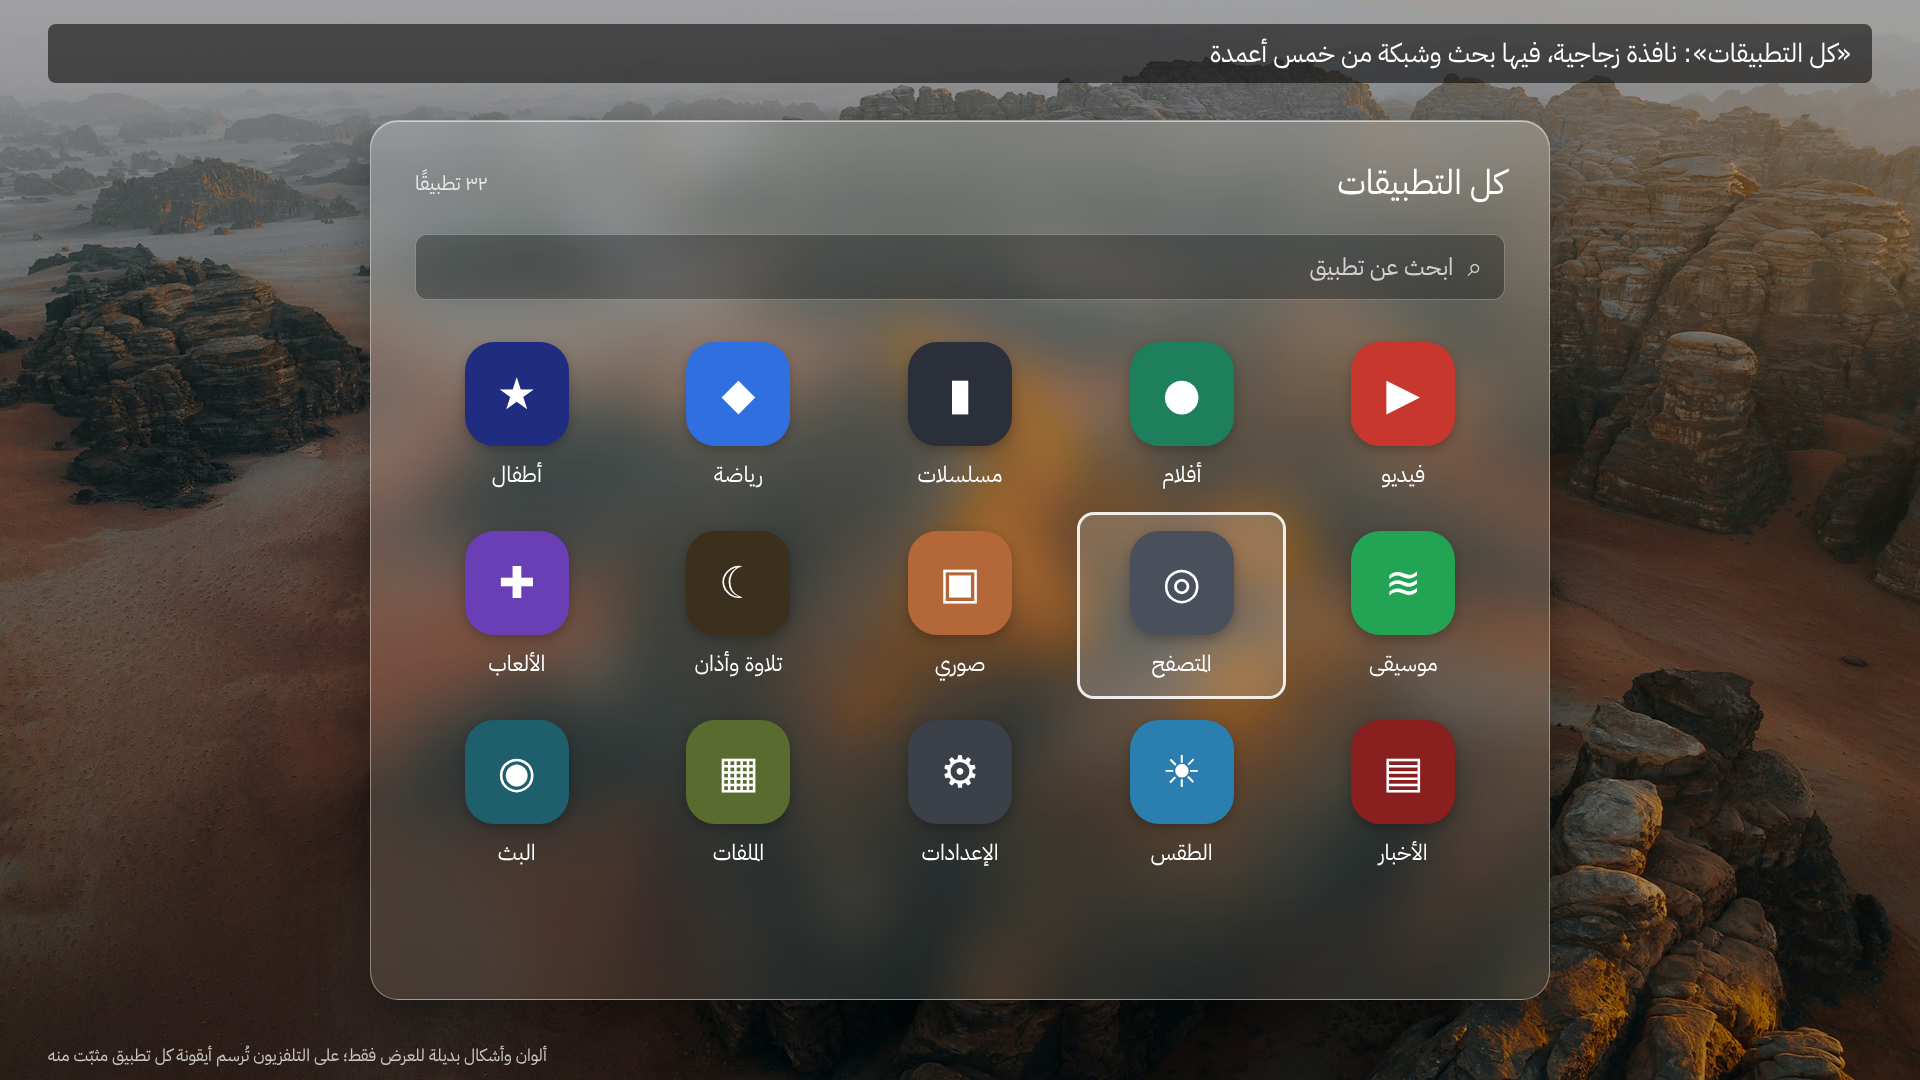 «كل التطبيقات»: نافذة زجاجية، فيها بحث وشبكة من خمس أعمدة
كل التطبيقات
٣٢ تطبيقًا
ابحث عن تطبيق
فيديو
أفلام
مسلسلات
رياضة
أطفال
موسيقى
المتصفح
صوري
تلاوة وأذان
الألعاب
الأخبار
الطقس
الإعدادات
الملفات
البث
ألوان وأشكال بديلة للعرض فقط؛ على التلفزيون تُرسم أيقونة كل تطبيق مثبّت منه